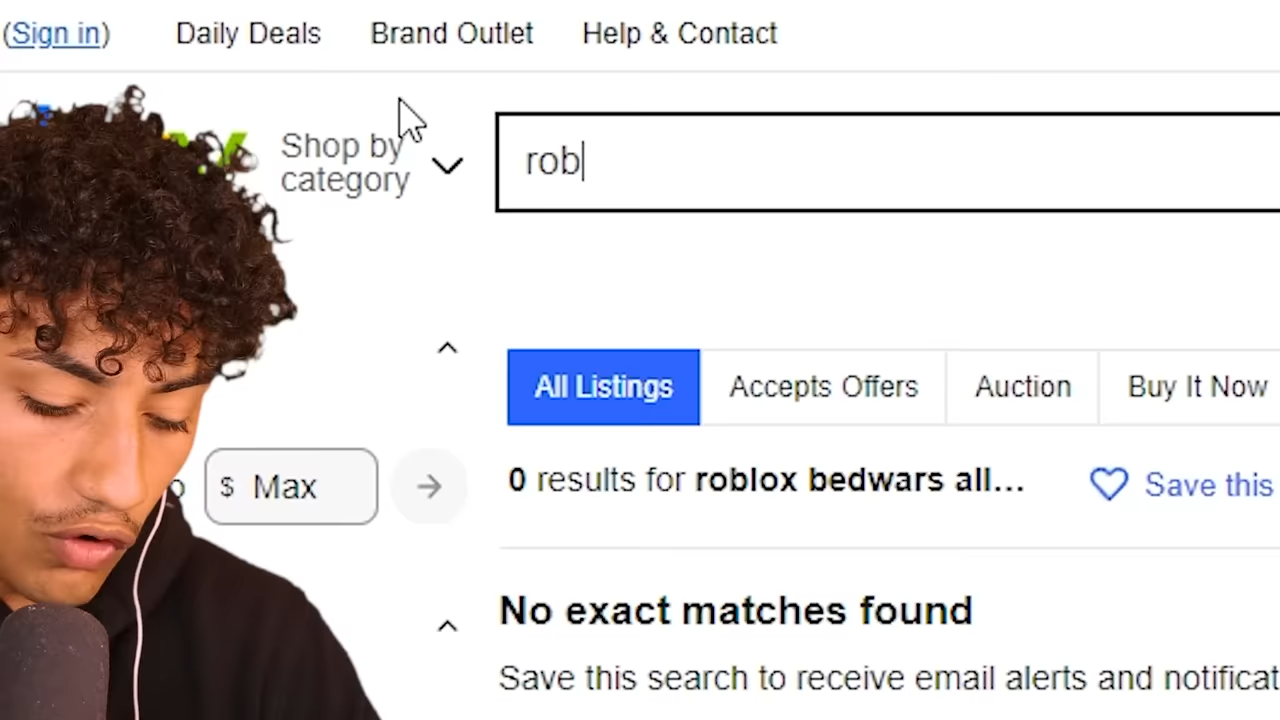 (Sign in) Daily Deals Brand Outlet Help & Contact
Shop by
category
rob
All Listings Accepts Offers Auction Buy It Now
$ Max
0 results for roblox bedwars all...
Save this
No exact matches found
Save this search to receive email alerts and notificat